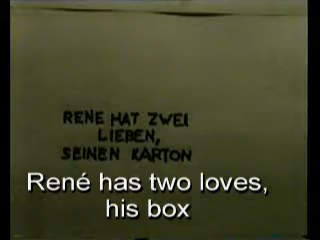 RENE HAT ZWEI
LIEBEN,
SEINEN KARTON
René has two loves,
his box